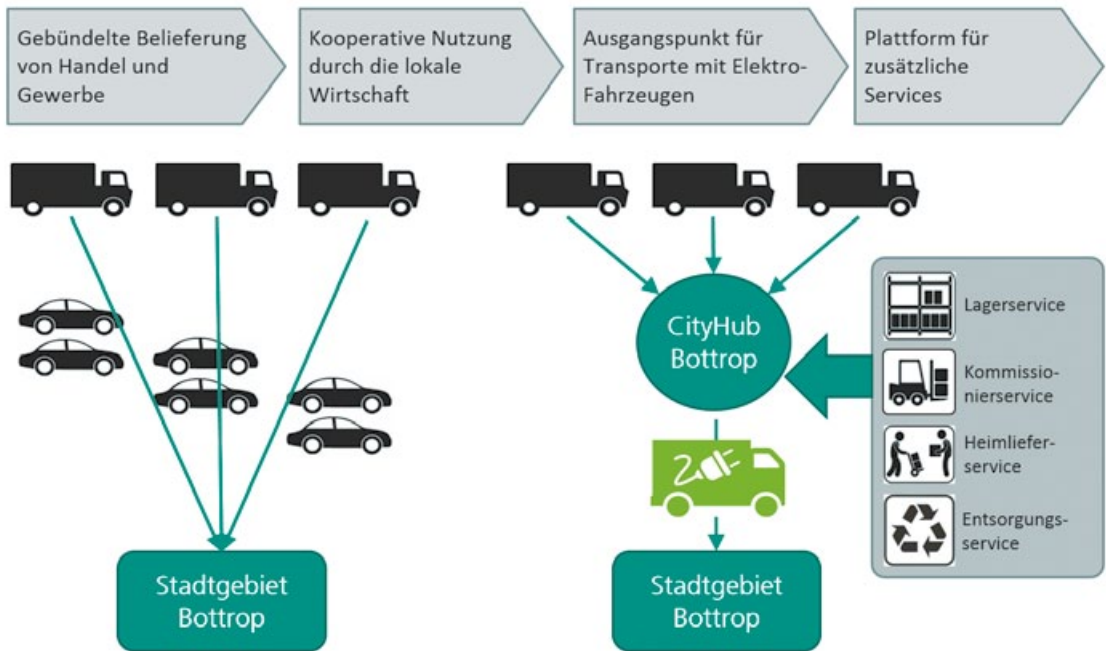 Gebündelte Belieferung
von Handel und
Gewerbe
Kooperative Nutzung
durch die lokale
Wirtschaft
Ausgangspunkt für
Transporte mit Elektro-
Fahrzeugen
Plattform für
zusätzliche
Services
CityHub
Bottrop
Lagerservice
Kommissio-
nierservice
Heimliefer-
service
Entsorgungs-
service
Stadtgebiet
Bottrop
Stadtgebiet
Bottrop